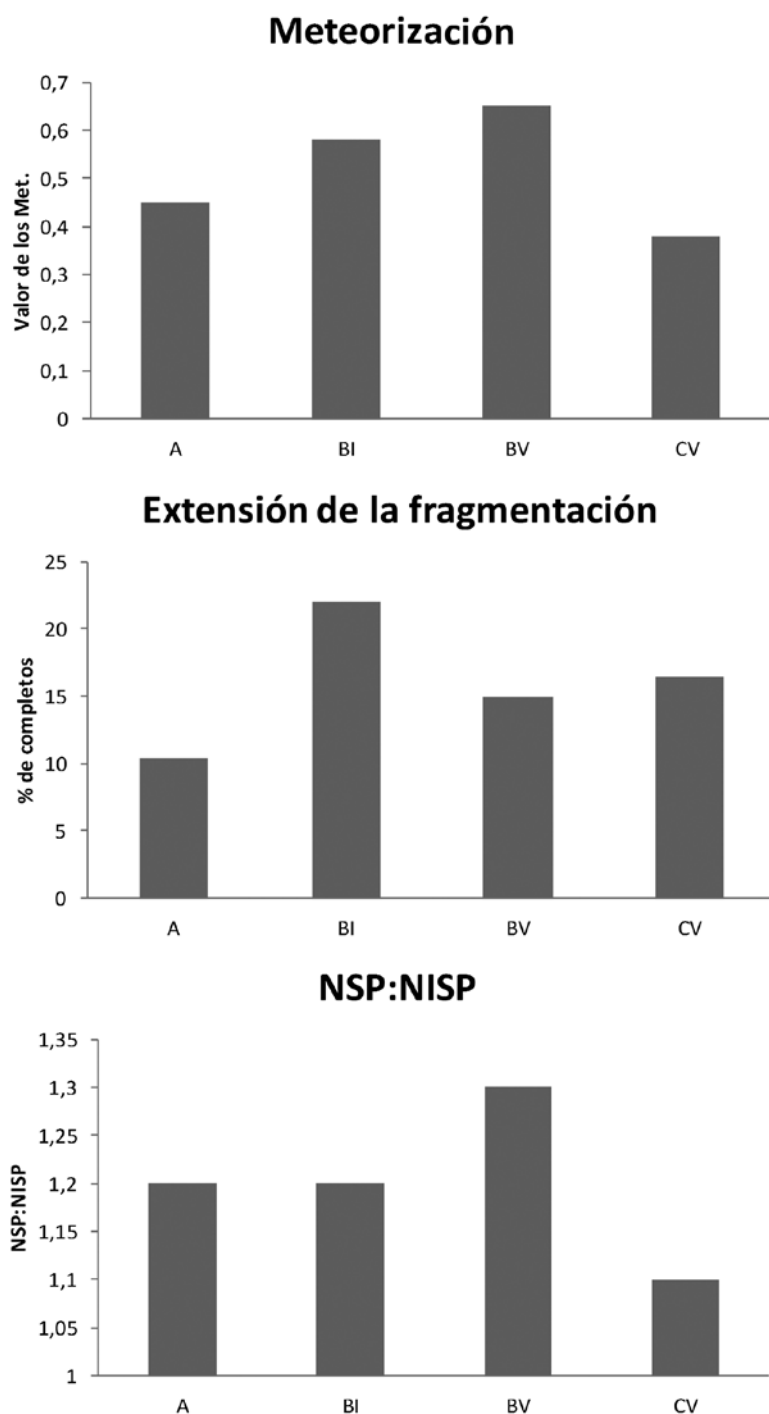 Meteorización
Valor de los Met.
0,7
0,6
0,5
0,4
0,3
0,2
0,1
0
A BI BV CV
Extensión de la fragmentación
% de completos
25
20
15
10
5
0
A BI BV CV
NSP:NISP
NSP:NISP
1,35
1,3
1,25
1,2
1,15
1,1
1,05
1
A BI BV CV